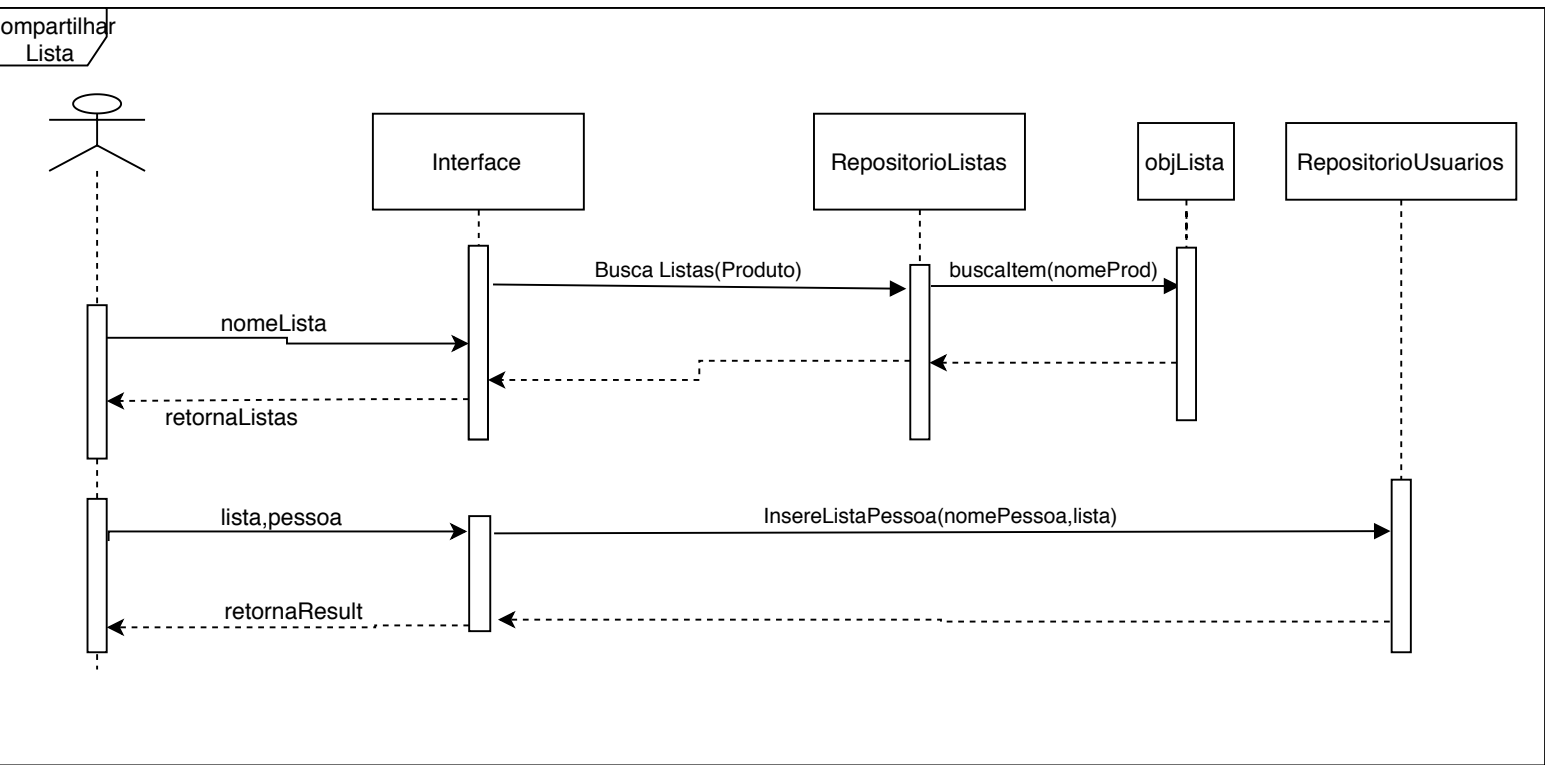 ompartilhar
Lista
Interface
RepositorioListas
objLista
RepositorioUsuarios
Busca Listas(Produto)
buscaItem(nomeProd)
nomeLista
retornaListas
lista,pessoa
InsereListaPessoa(nomePessoa,lista)
retornaResult